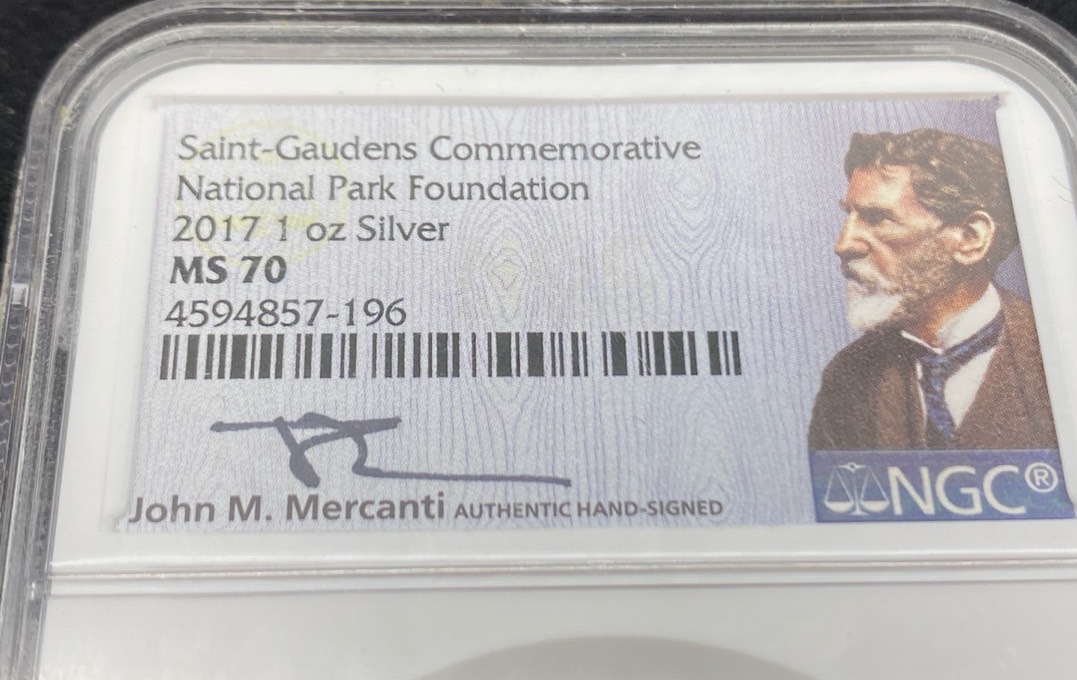 Saint-Gaudens Commemorative
National Park Foundation
2017 1 oz Silver
MS 70
4594857-196
John M. Mercanti AUTHENTIC HAND-SIGNED
NGC®